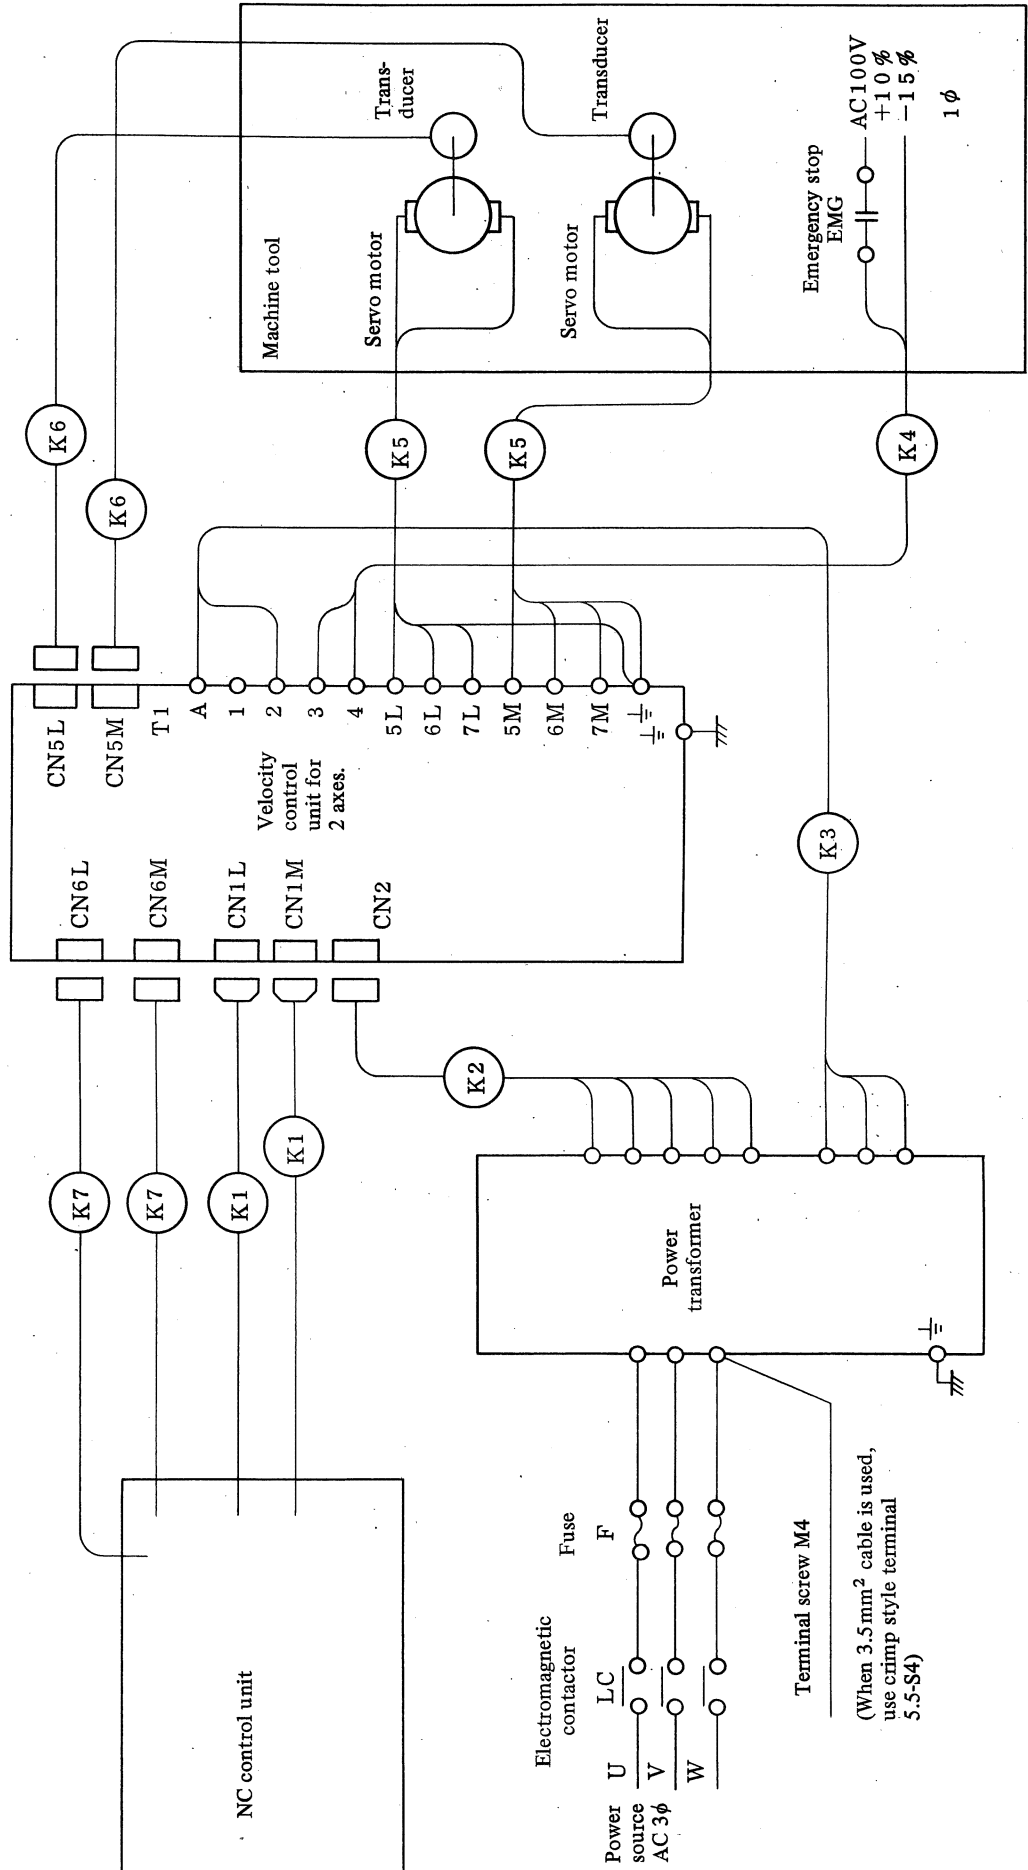 NC control unit
K7
K7
K1
K1
CN6L
CN6M
CN1L
CN1M
CN2
Velocity
control
unit for
2 axes.
CN5L
CN5M
T1
A
1
2
3
4
5L
6L
7L
5M
6M
7M
K6
K6
K5
K5
K4
K3
K2
Machine tool
Trans-
ducer
Servo motor
Transducer
Servo motor
Emergency stop
EMG
AC100V
+10%
-15%
1ϕ
Power
transformer
Power
source
AC 3ϕ
U
V
W
Electromagnetic
contactor
LC
Fuse
F
Terminal screw M4
(When 3.5mm² cable is used,
use crimp style terminal
5.5-S4)